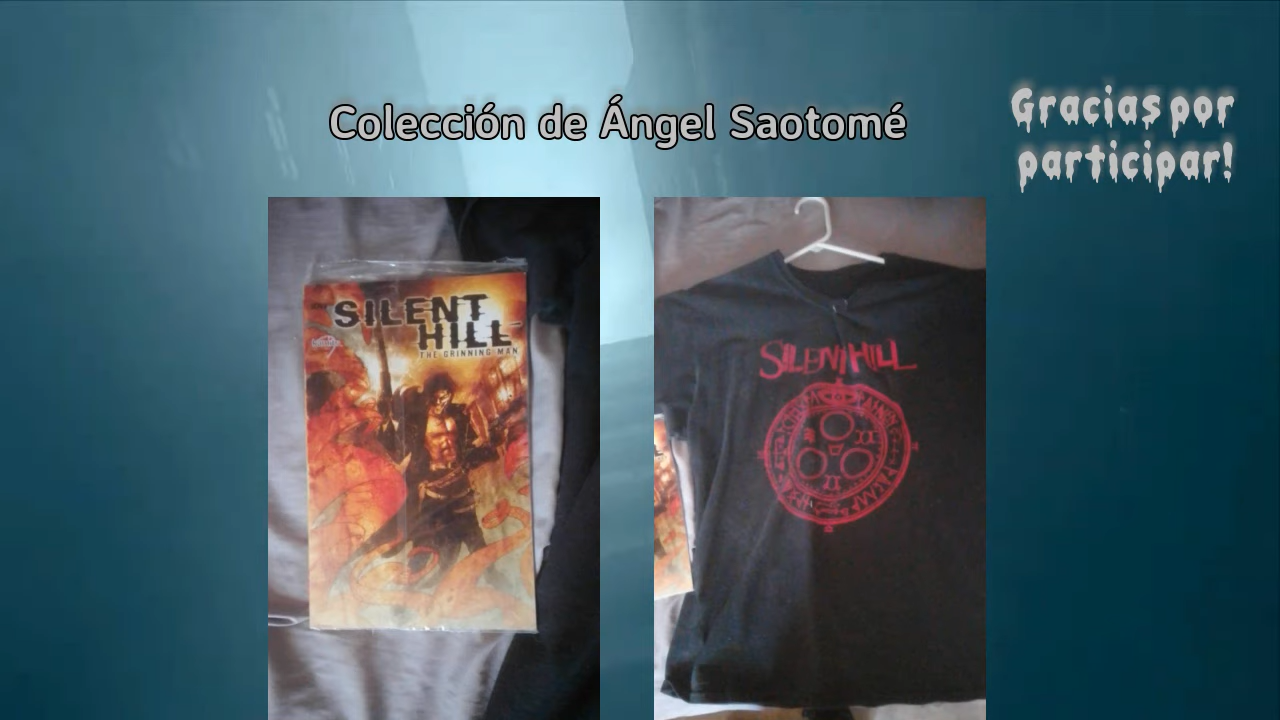 Colección de Ángel Saotomé
Gracias por
participar!
SILENT
HILL
THE GRINNING MAN
SILENT HILL